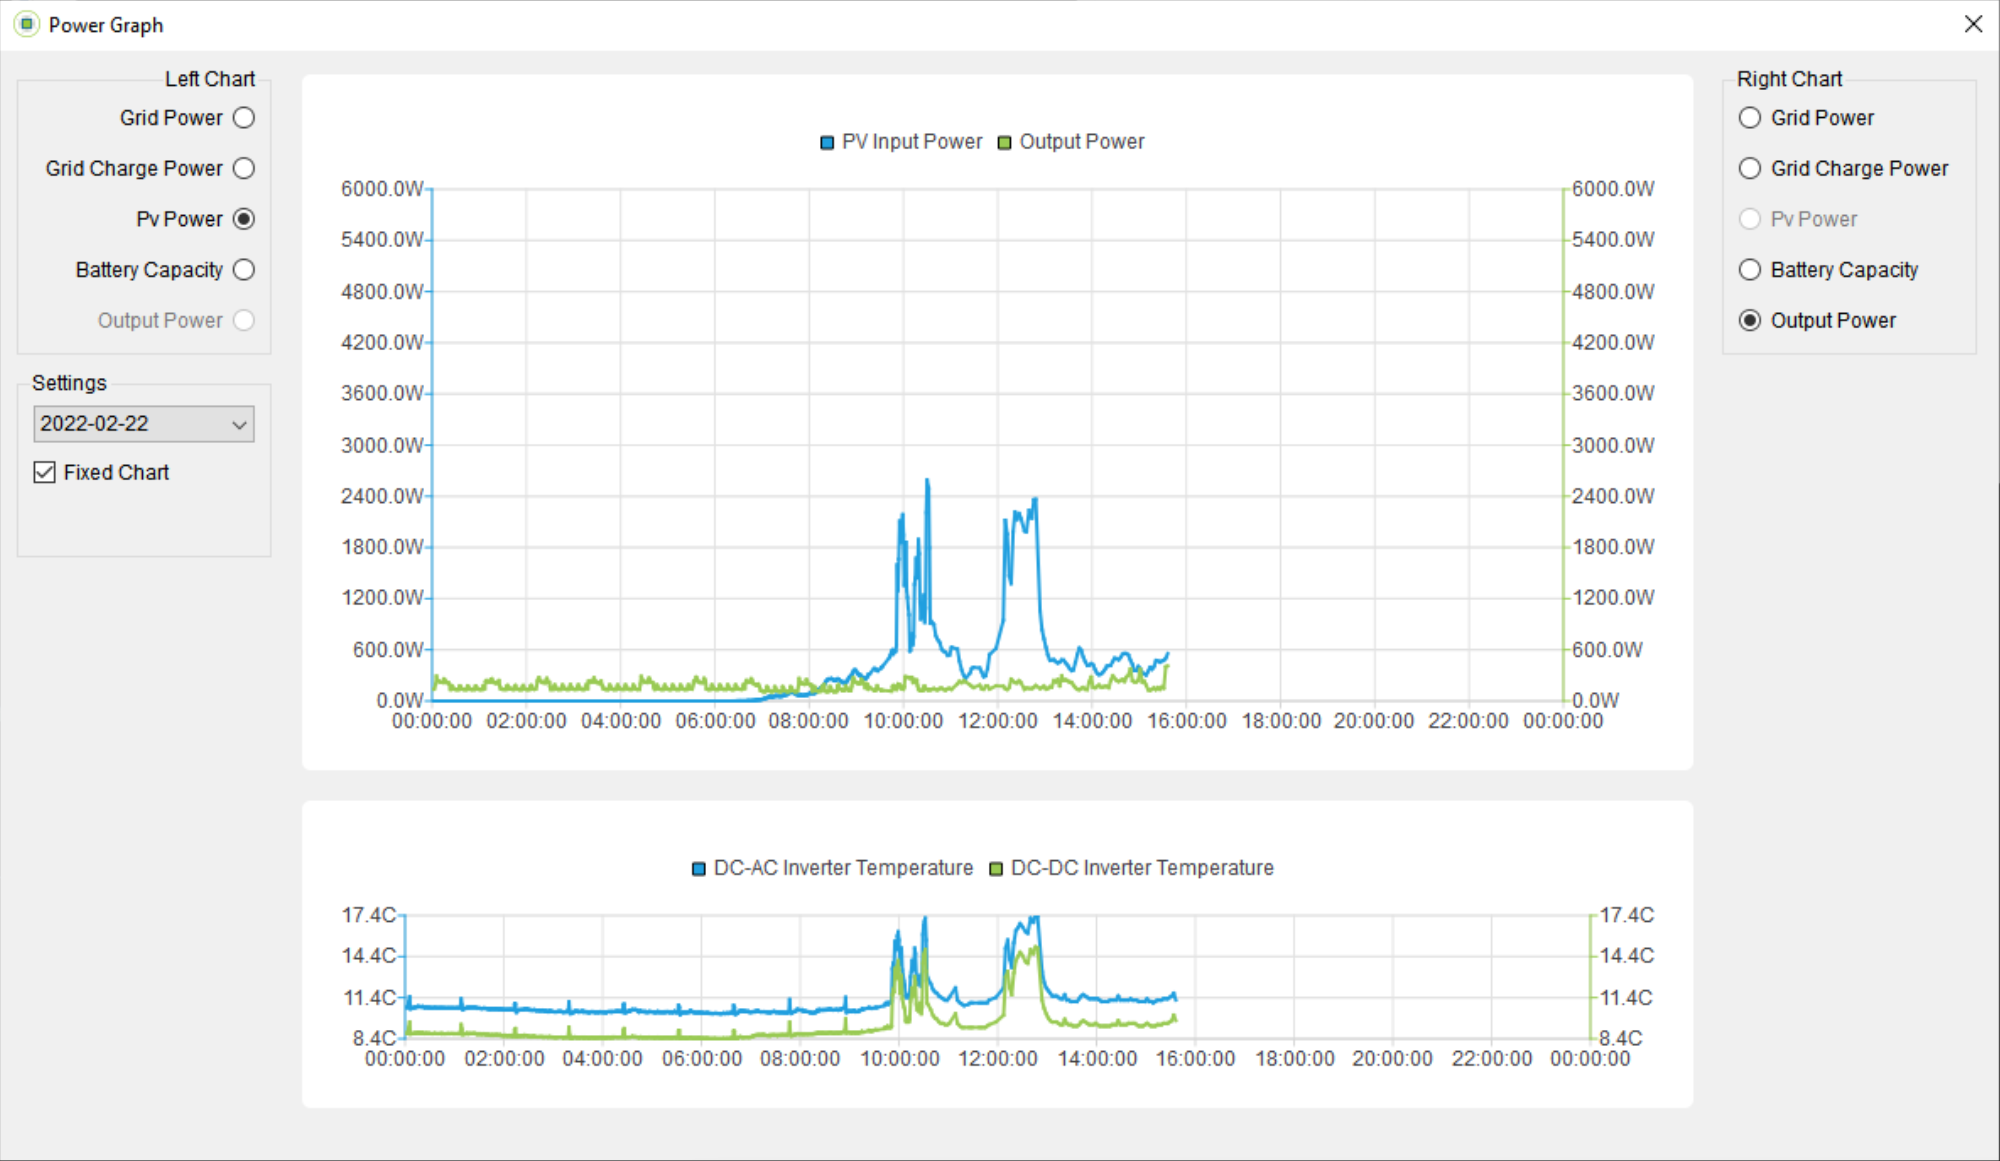 Power Graph
Left Chart
Grid Power
Grid Charge Power
Pv Power
Battery Capacity
Output Power
Settings
2022-02-22
Fixed Chart
PV Input Power Output Power
6000.0W 6000.0W
5400.0W 5400.0W
4800.0W 4800.0W
4200.0W 4200.0W
3600.0W 3600.0W
3000.0W 3000.0W
2400.0W 2400.0W
1800.0W 1800.0W
1200.0W 1200.0W
600.0W 600.0W
0.0W 0.0W
00:00:00 02:00:00 04:00:00 06:00:00 08:00:00 10:00:00 12:00:00 14:00:00 16:00:00 18:00:00 20:00:00 22:00:00 00:00:00
DC-AC Inverter Temperature DC-DC Inverter Temperature
17.4C 17.4C
14.4C 14.4C
11.4C 11.4C
8.4C 8.4C
00:00:00 02:00:00 04:00:00 06:00:00 08:00:00 10:00:00 12:00:00 14:00:00 16:00:00 18:00:00 20:00:00 22:00:00 00:00:00
Right Chart
Grid Power
Grid Charge Power
Pv Power
Battery Capacity
Output Power